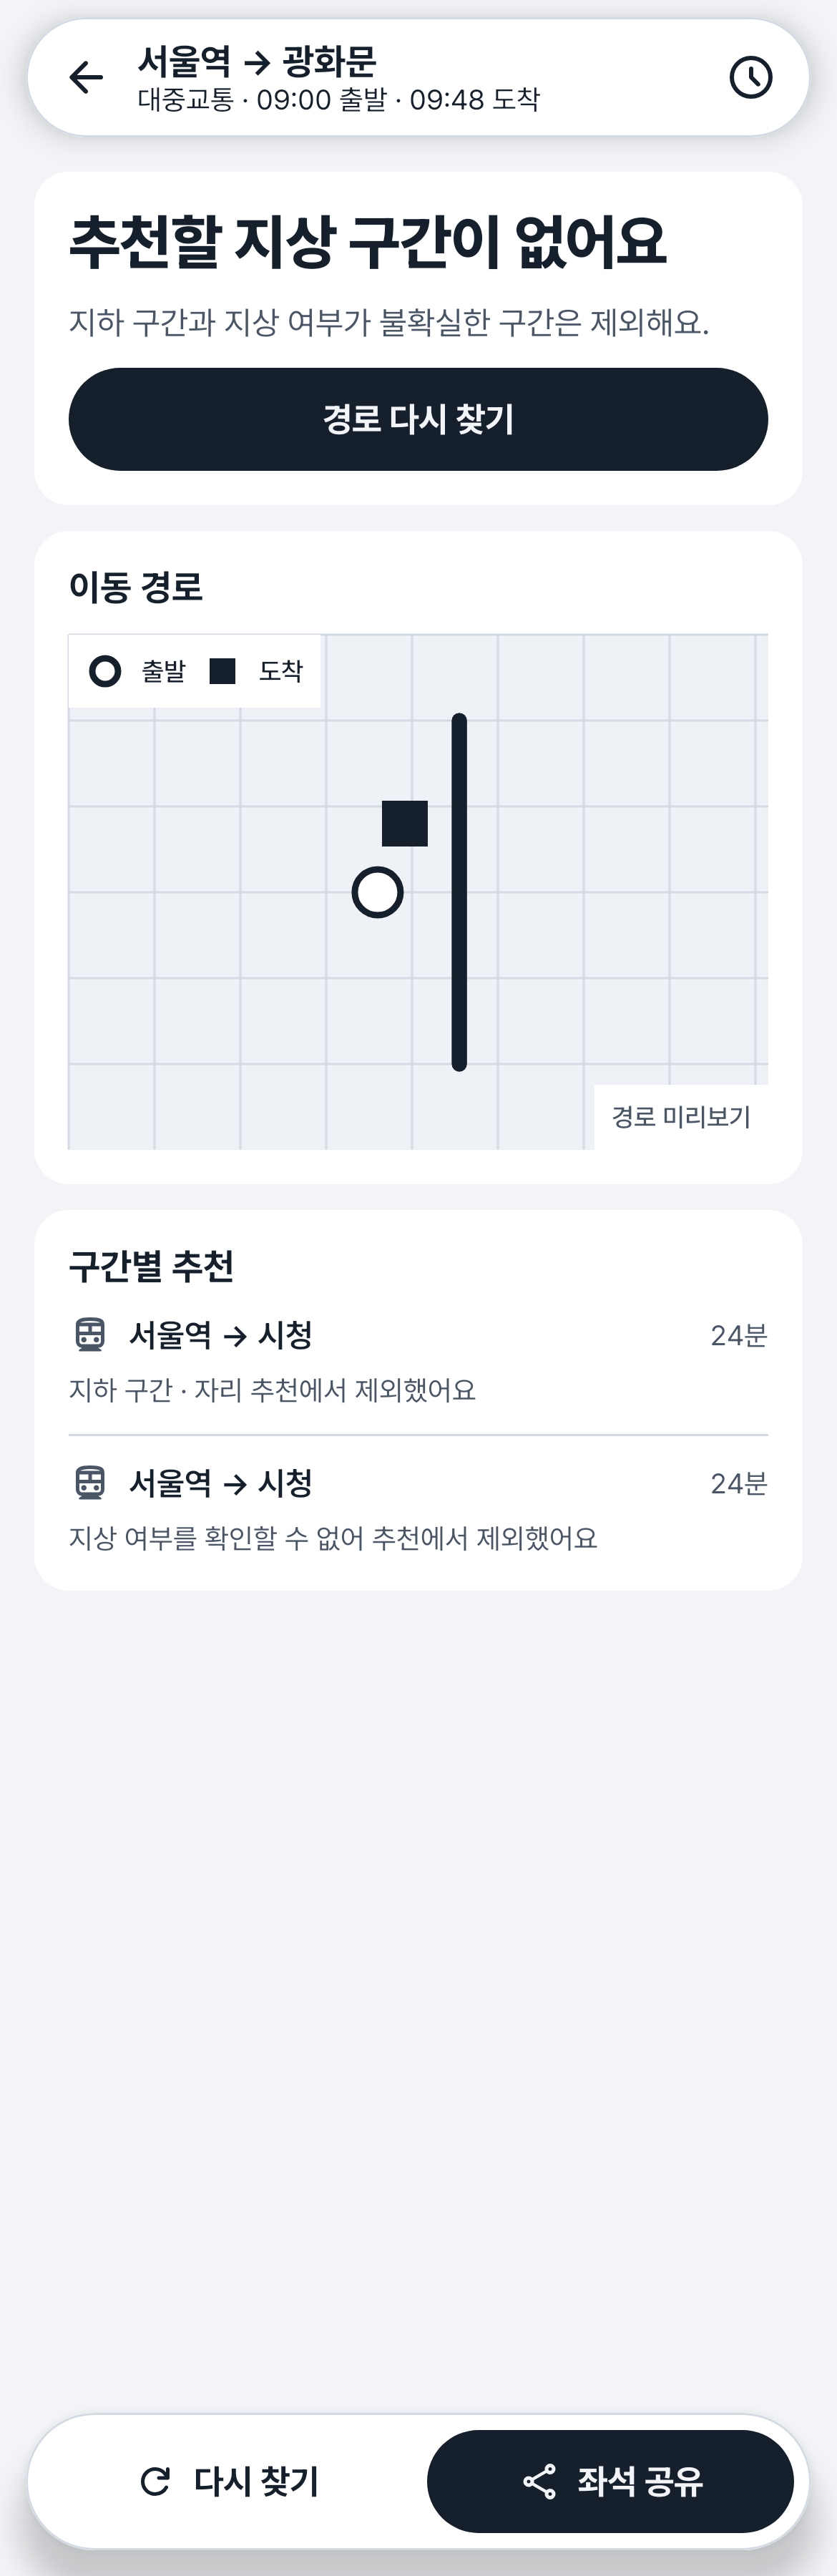 서울역 → 광화문
대중교통 · 09:00 출발 · 09:48 도착
추천할 지상 구간이 없어요
지하 구간과 지상 여부가 불확실한 구간은 제외해요.
경로 다시 찾기
이동 경로
출발 도착
경로 미리보기
구간별 추천
서울역 → 시청 24분
지하 구간 · 자리 추천에서 제외했어요
서울역 → 시청 24분
지상 여부를 확인할 수 없어 추천에서 제외했어요
다시 찾기 좌석 공유